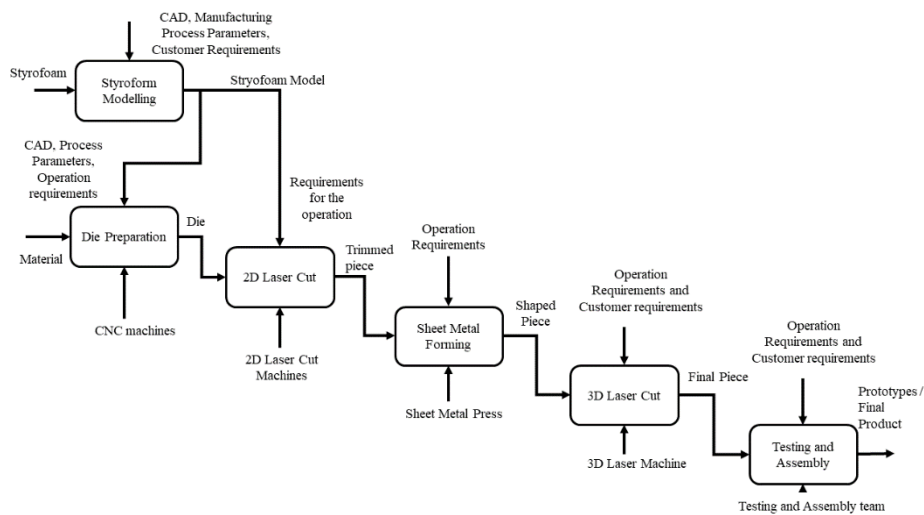 CAD, Manufacturing
Process Parameters,
Customer Requirements
Styrofoam
Styroform
Modelling
Stryofoam Model
CAD, Process
Parameters,
Operation
requirements
Requirements
for the
operation
Die Preparation
Die
Material
CNC machines
2D Laser Cut
Trimmed
piece
2D Laser Cut
Machines
Operation
Requirements
Sheet Metal
Forming
Shaped
Piece
Sheet Metal Press
Operation
Requirements and
Customer requirements
3D Laser Cut
Final Piece
3D Laser Machine
Operation
Requirements and
Customer requirements
Testing and
Assembly
Prototypes /
Final
Product
Testing and Assembly team